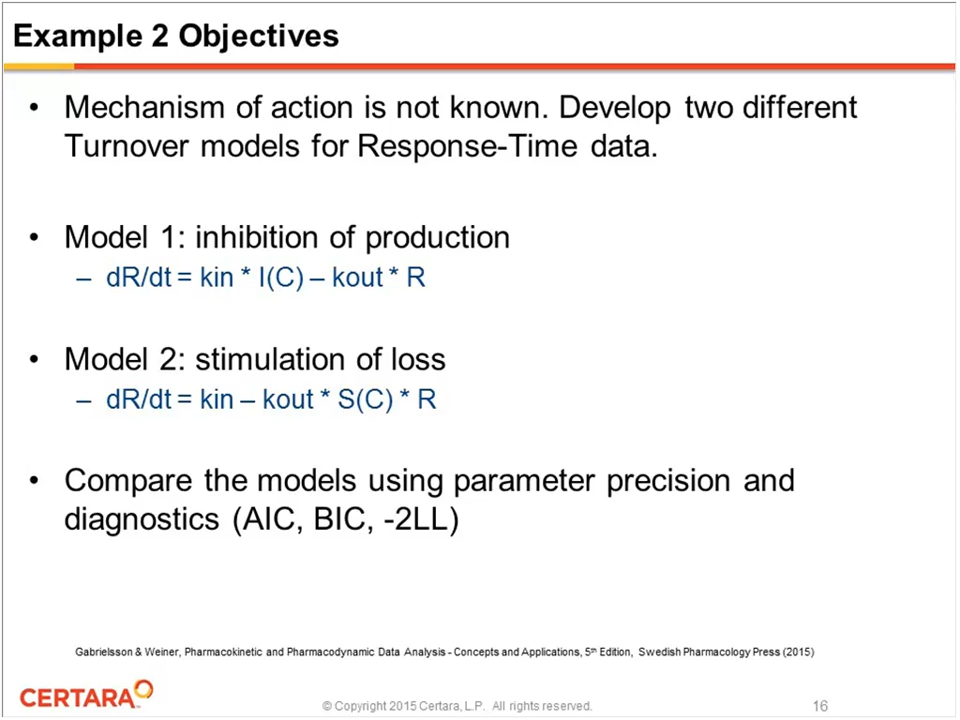 Example 2 Objectives
• Mechanism of action is not known. Develop two different
Turnover models for Response-Time data.
• Model 1: inhibition of production
– dR/dt = kin * I(C) – kout * R
• Model 2: stimulation of loss
– dR/dt = kin – kout * S(C) * R
• Compare the models using parameter precision and
diagnostics (AIC, BIC, -2LL)
Gabrielsson & Weiner, Pharmacokinetic and Pharmacodynamic Data Analysis - Concepts and Applications, 5th Edition, Swedish Pharmacology Press (2015)
CERTARA
© Copyright 2015 Certara, L.P. All rights reserved.
16